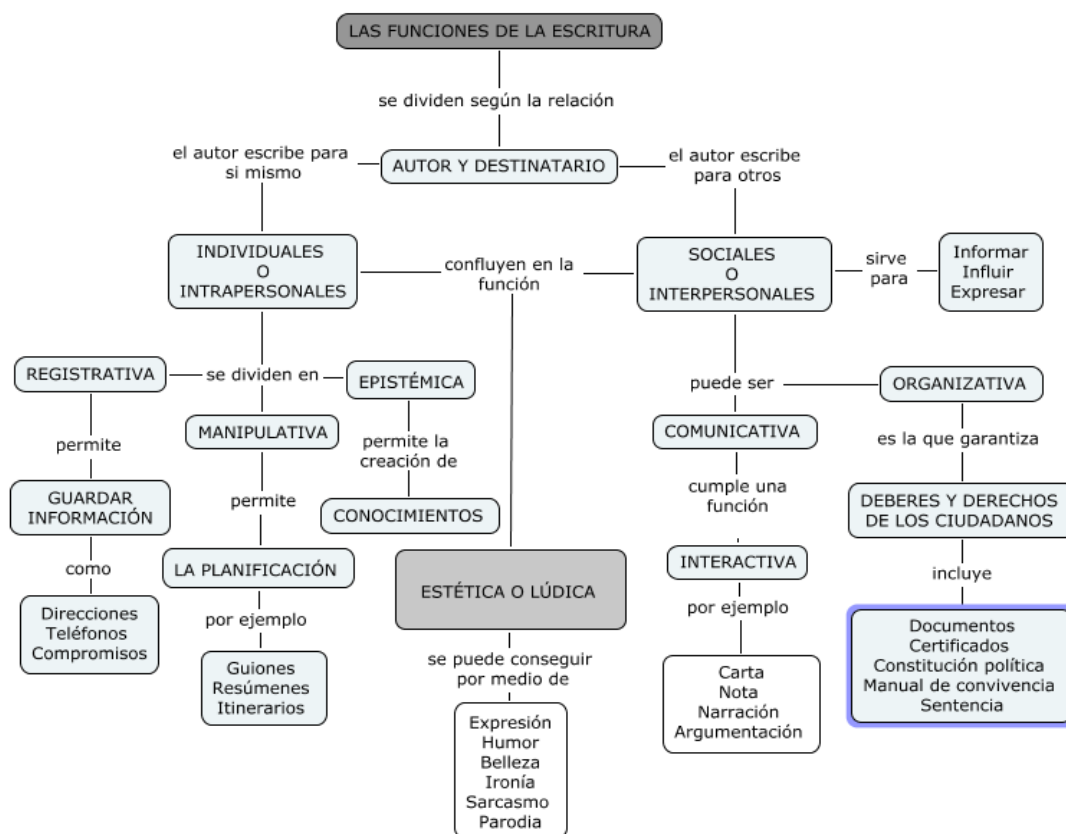 LAS FUNCIONES DE LA ESCRITURA
se dividen según la relación
AUTOR Y DESTINATARIO
el autor escribe para
si mismo
el autor escribe
para otros
INDIVIDUALES
O
INTRAPERSONALES
confluyen en la
función
SOCIALES
O
INTERPERSONALES
sirve
para
Informar
Influir
Expresar
REGISTRATIVA
se dividen en
EPISTÉMICA
MANIPULATIVA
permite
GUARDAR
INFORMACIÓN
como
Direcciones
Teléfonos
Compromisos
permite
LA PLANIFICACIÓN
por ejemplo
Guiones
Resúmenes
Itinerarios
permite la
creación de
CONOCIMIENTOS
ESTÉTICA O LÚDICA
se puede conseguir
por medio de
Expresión
Humor
Belleza
Ironía
Sarcasmo
Parodia
puede ser
COMUNICATIVA
cumple una
función
INTERACTIVA
por ejemplo
Carta
Nota
Narración
Argumentación
ORGANIZATIVA
es la que garantiza
DEBERES Y DERECHOS
DE LOS CIUDADANOS
incluye
Documentos
Certificados
Constitución política
Manual de convivencia
Sentencia